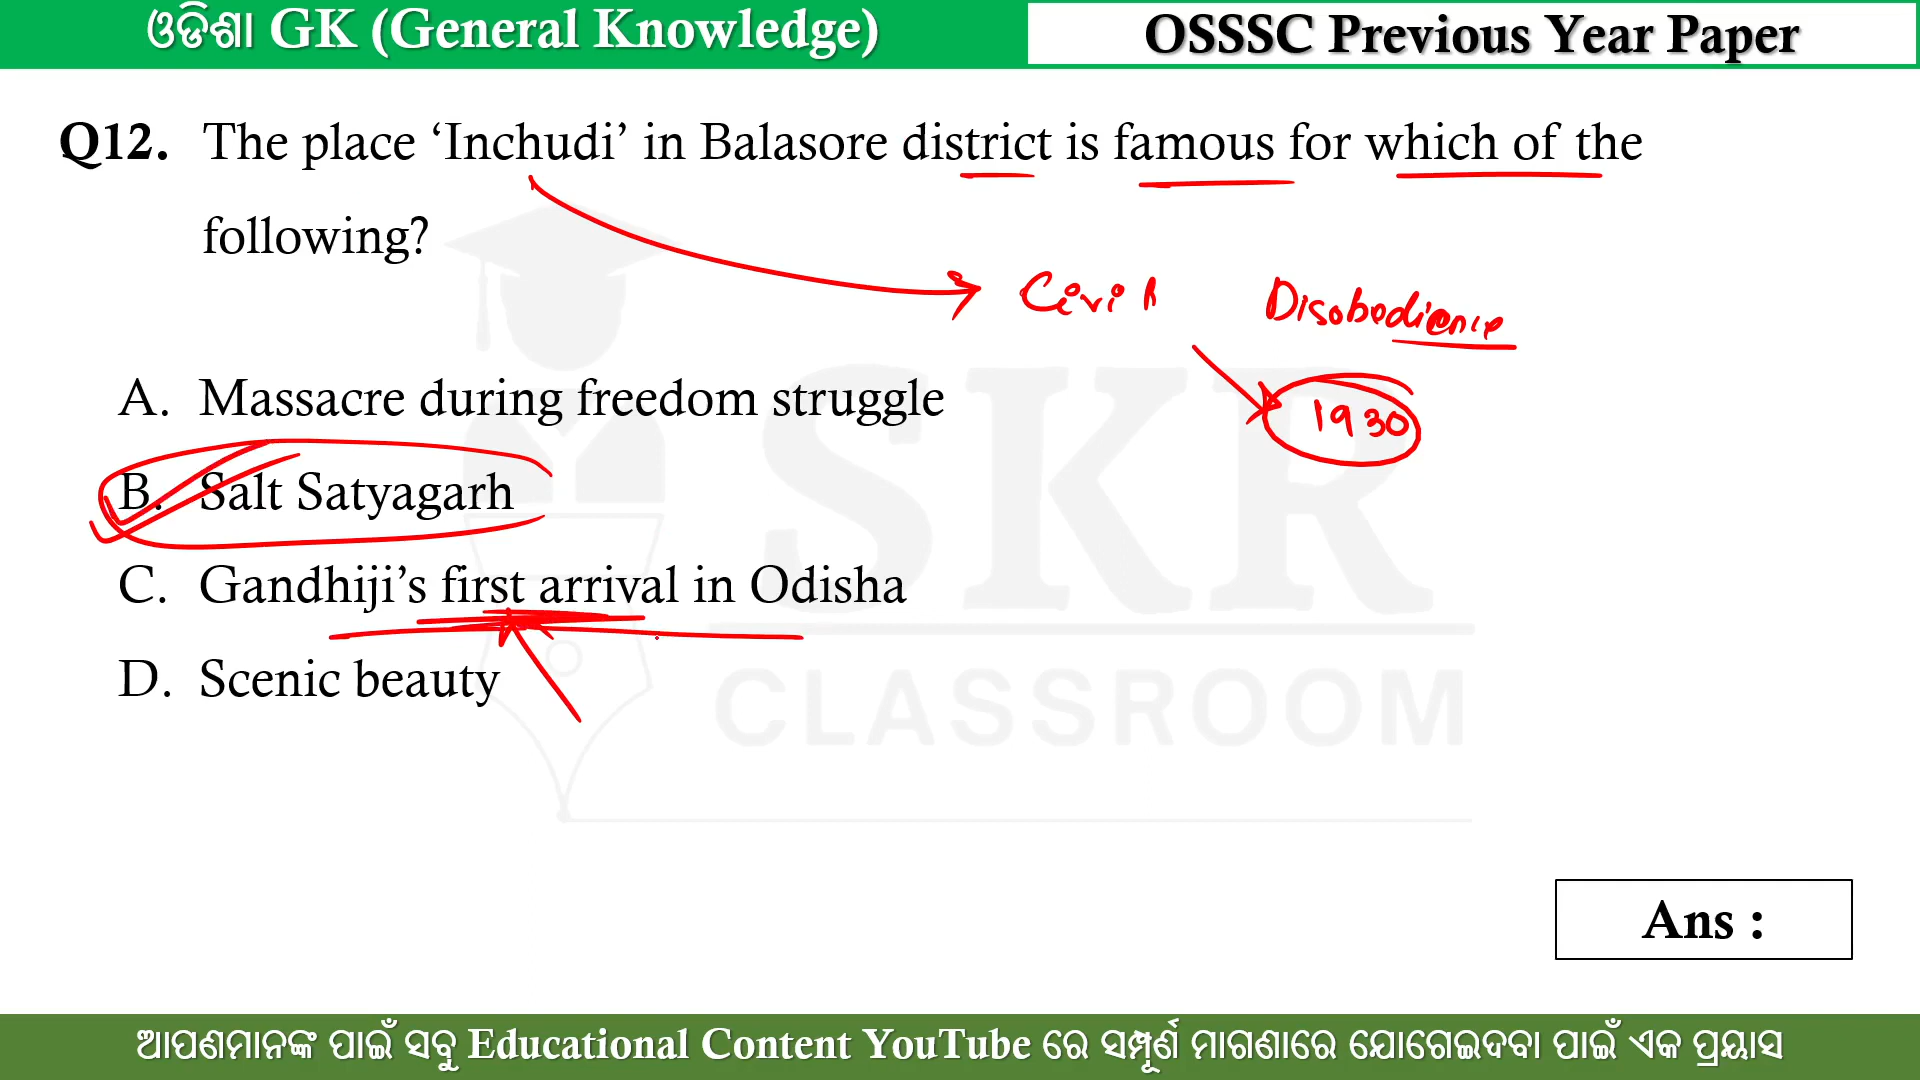 ଓଡିଶା GK (General Knowledge)
OSSSC Previous Year Paper
Q12. The place ‘Inchudi’ in Balasore district is famous for which of the
following?
Civil Disobedience
1930
A. Massacre during freedom struggle
B. Salt Satyagarh
C. Gandhiji’s first arrival in Odisha
D. Scenic beauty
SKR
CLASSROOM
Ans :
ଆପଣମାନଙ୍କ ପାଇଁ ସବୁ Educational Content YouTube ରେ ସମ୍ପୂର୍ଣ ମାଗଣାରେ ଯୋଗେଇଦବା ପାଇଁ ଏକ ପ୍ରୟାସ